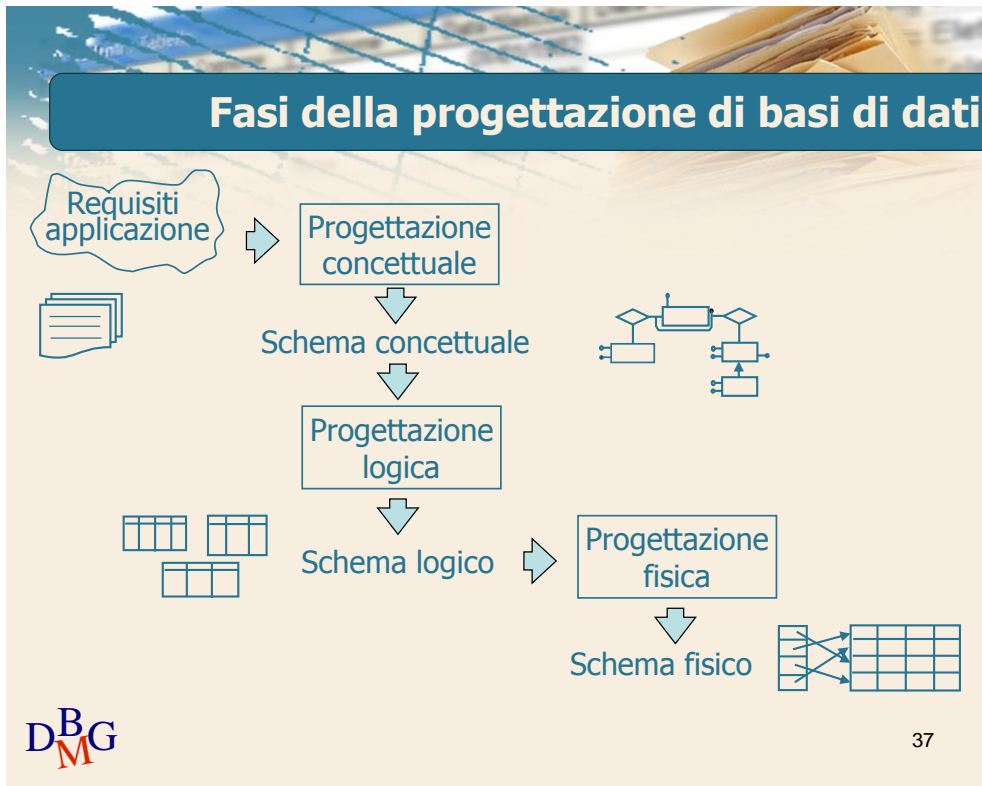 Fasi della progettazione di basi di dati
Requisiti
applicazione
Progettazione
concettuale
Schema concettuale
Progettazione
logica
Schema logico
Progettazione
fisica
Schema fisico
DBMG
37